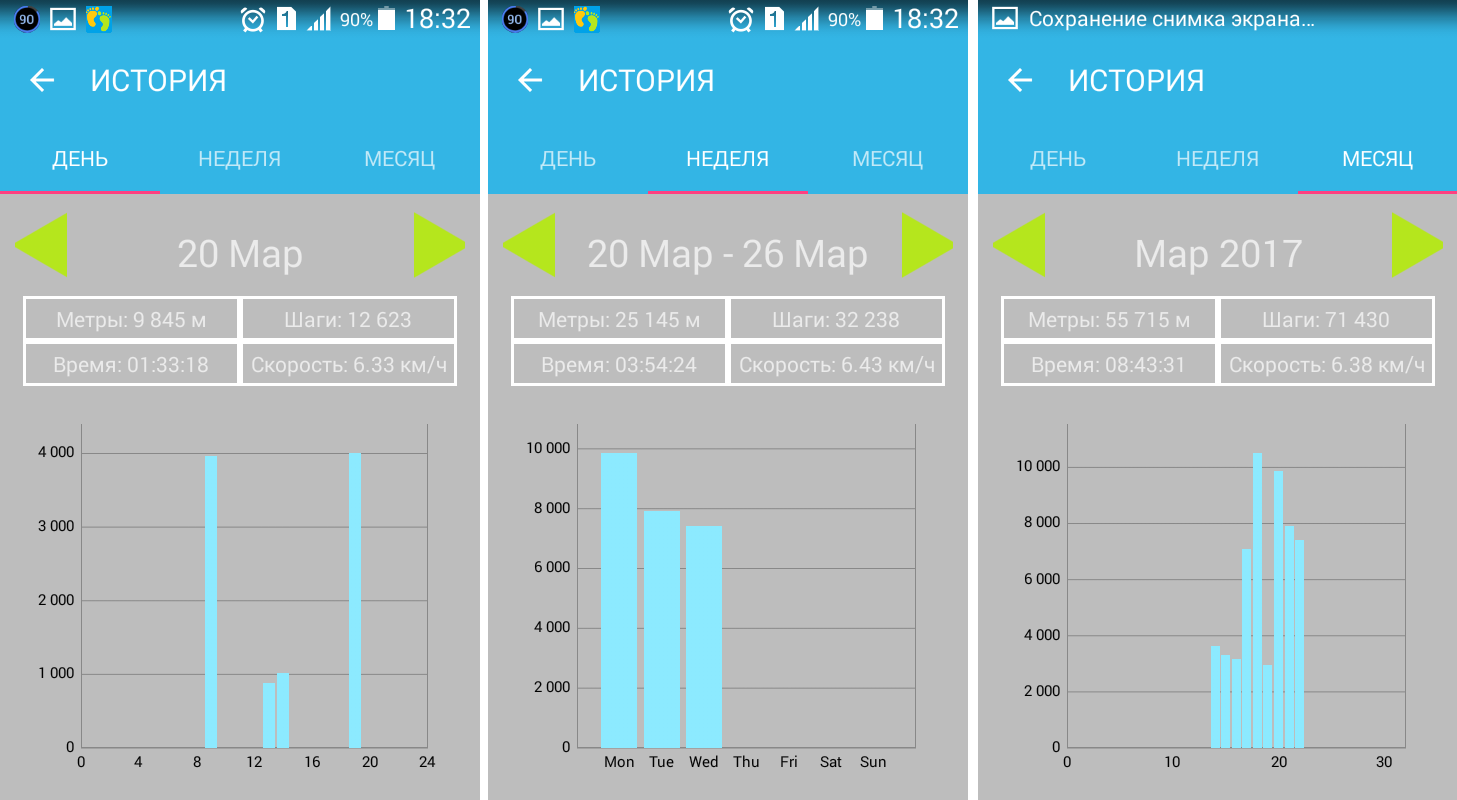 90 1 90% 18:32
ИСТОРИЯ
ДЕНЬ НЕДЕЛЯ МЕСЯЦ
20 Мар
Метры: 9 845 м Шаги: 12 623
Время: 01:33:18 Скорость: 6.33 км/ч
4 000
3 000
2 000
1 000
0
0 4 8 12 16 20 24
90 1 90% 18:32
ИСТОРИЯ
ДЕНЬ НЕДЕЛЯ МЕСЯЦ
20 Мар - 26 Мар
Метры: 25 145 м Шаги: 32 238
Время: 03:54:24 Скорость: 6.43 км/ч
10 000
8 000
6 000
4 000
2 000
0
Mon Tue Wed Thu Fri Sat Sun
Сохранение снимка экрана...
ИСТОРИЯ
ДЕНЬ НЕДЕЛЯ МЕСЯЦ
Мар 2017
Метры: 55 715 м Шаги: 71 430
Время: 08:43:31 Скорость: 6.38 км/ч
10 000
8 000
6 000
4 000
2 000
0
0 10 20 30